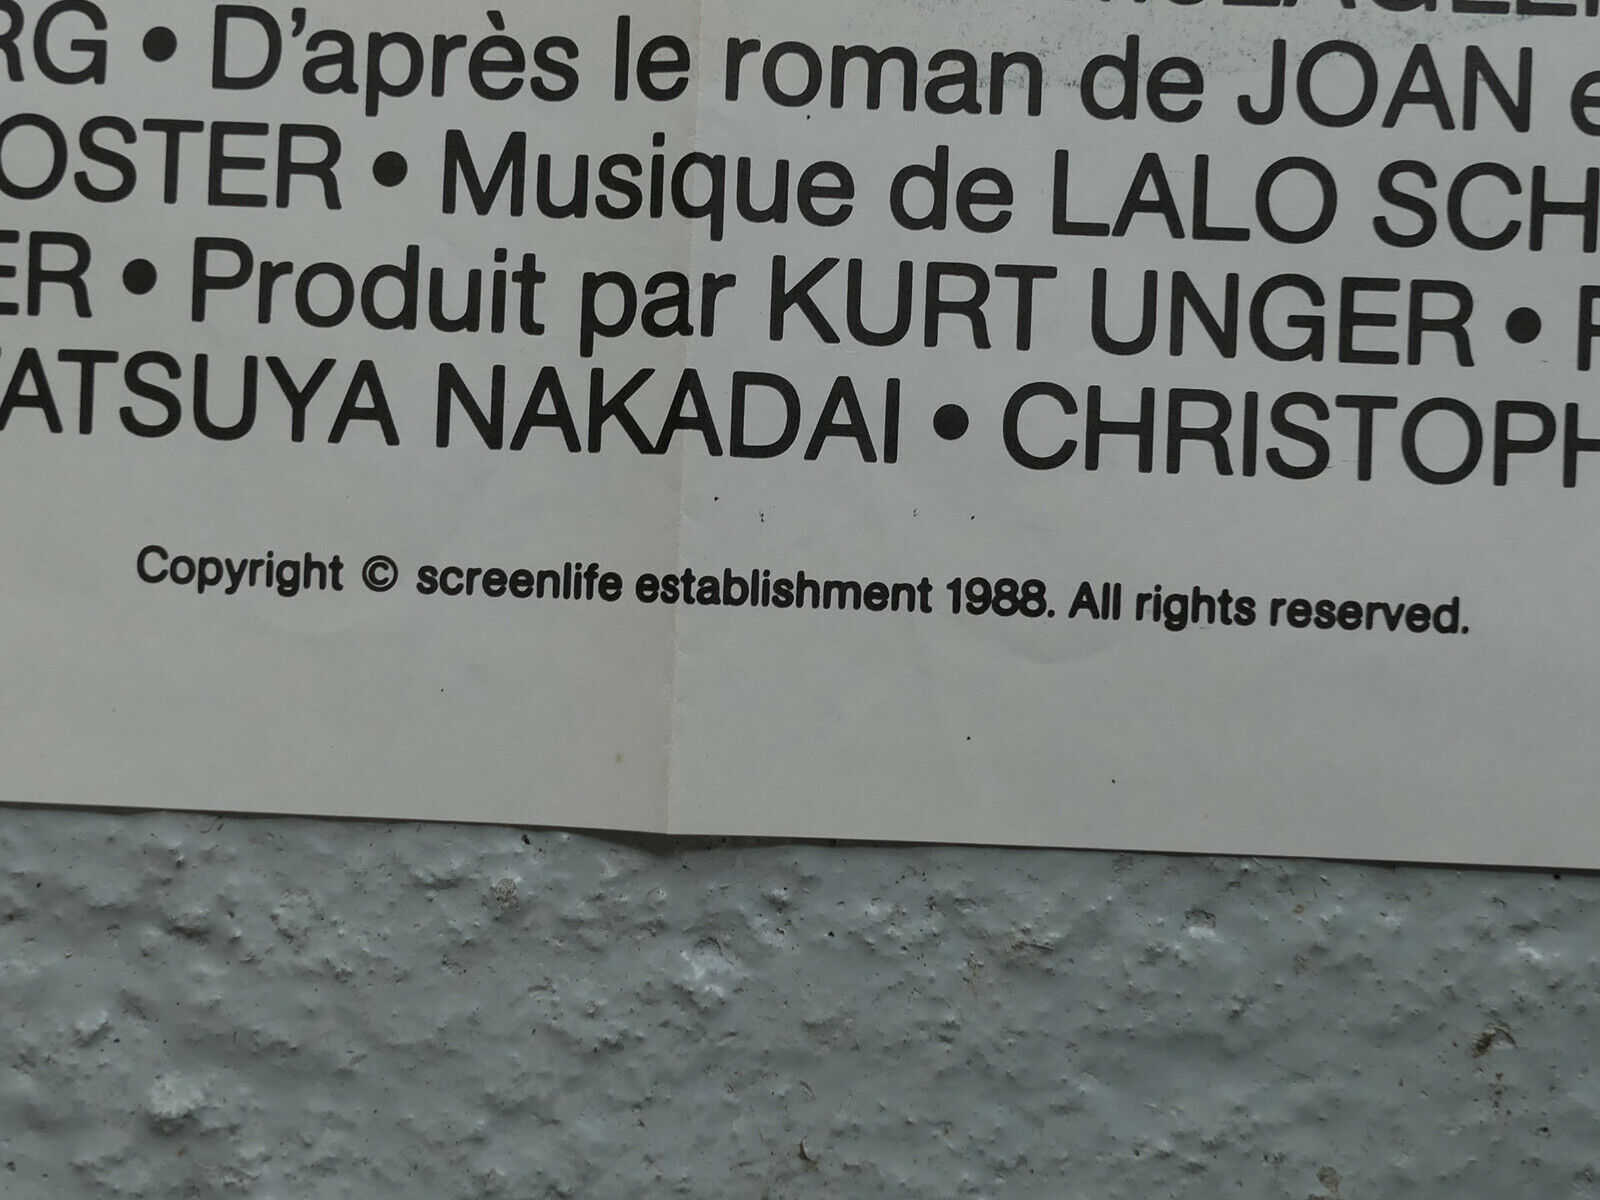 RG • D'après le roman de JOAN e
OSTER • Musique de LALO SCH
ER • Produit par KURT UNGER •
ATSUYA NAKADAI • CHRISTOPH
Copyright © screenlife establishment 1988. All rights reserved.